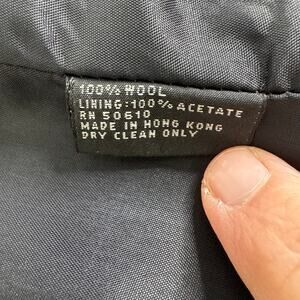 100% WOOL
LINING: 100% ACETATE
RN 50610
MADE IN HONG KONG
DRY CLEAN ONLY